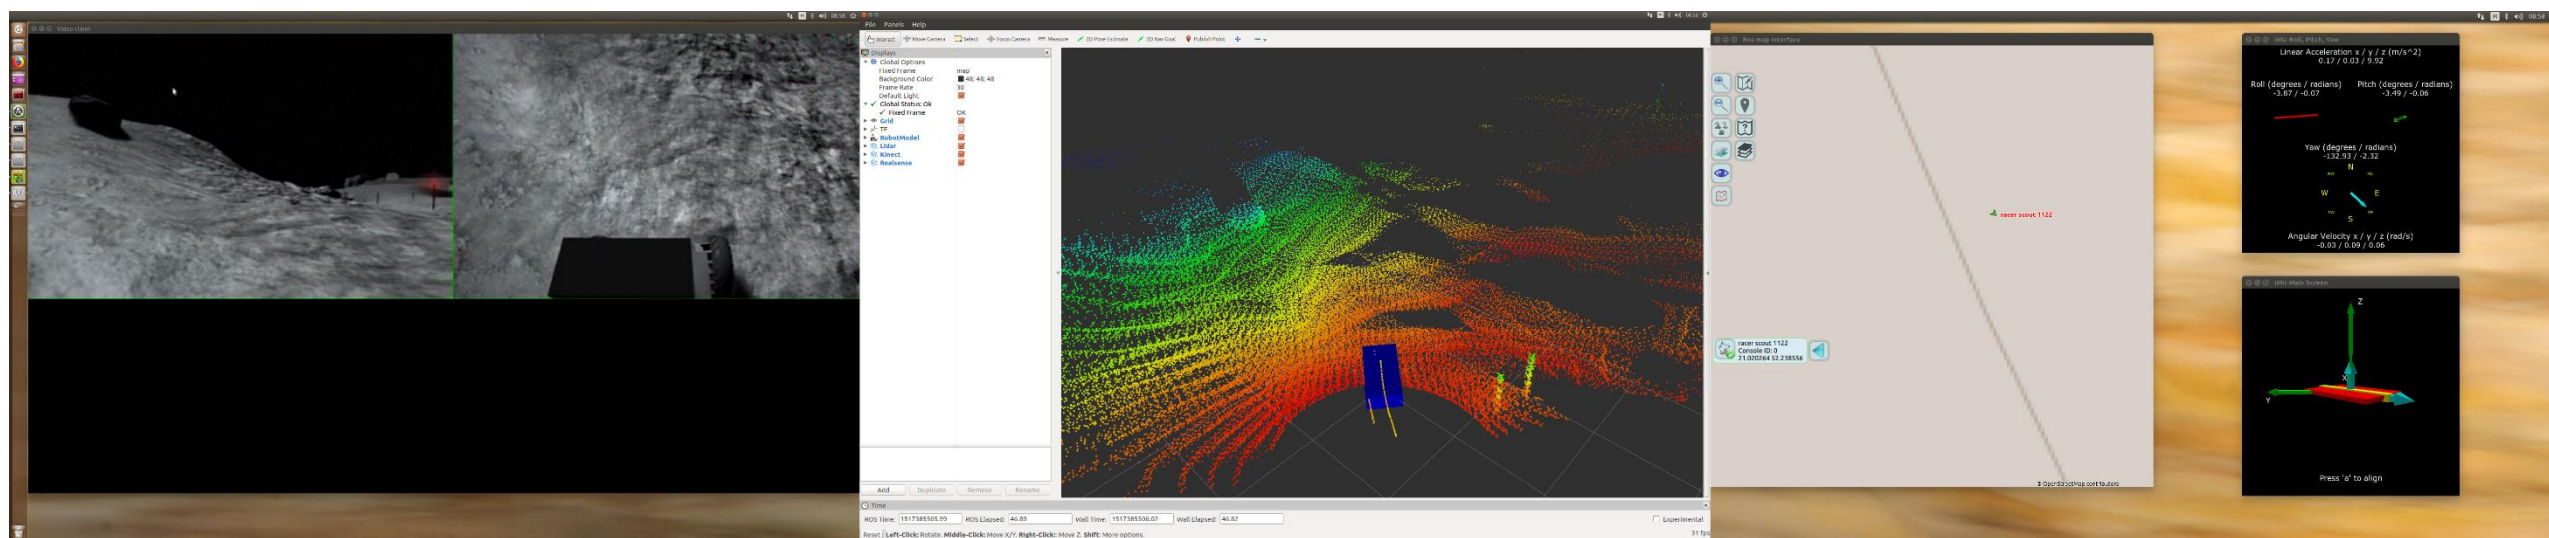 08:58
Video client
File Panels Help
08:58
Interact Move Camera Select Focus Camera Measure 2D Pose Estimate 2D Nav Goal Publish Point
Displays
Global Options
Fixed Frame map
Background Color 48; 48; 48
Frame Rate 30
Default Light
Global Status: Ok
Fixed Frame OK
Grid
TF
RobotModel
Lidar
Kinect
Realsense
Add Duplicate Remove Rename
Time
ROS Time: 1517385505.99 ROS Elapsed: 46.89 Wall Time: 1517385506.02 Wall Elapsed: 46.82 Experimental
Reset Left-Click: Rotate. Middle-Click: Move X/Y. Right-Click: Move Z. Shift: More options. 31 fps
08:58
Ros map interface
racer scout 1122
racer scout 1122
Console ID: 0
21.020264 52.238556
© OpenStreetMap contributors
IMU Roll, Pitch, Yaw
Linear Acceleration x / y / z (m/s^2)
0.17 / 0.03 / 9.92
Roll (degrees / radians) Pitch (degrees / radians)
-3.87 / -0.07 -3.49 / -0.06
Yaw (degrees / radians)
-132.93 / -2.32
N
W E
S
Angular Velocity x / y / z (rad/s)
-0.03 / 0.09 / 0.06
IMU Main Screen
Z
X
Y
Press 'a' to align